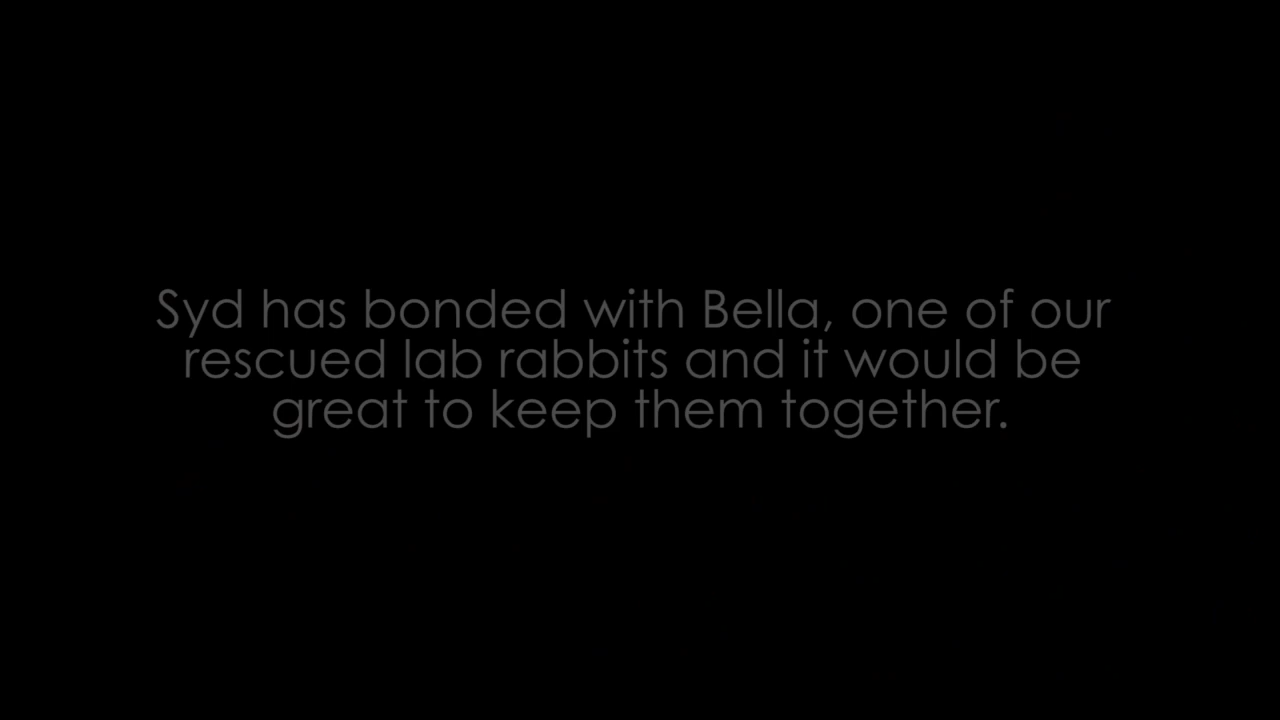 Syd has bonded with Bella, one of our
rescued lab rabbits and it would be
great to keep them together.